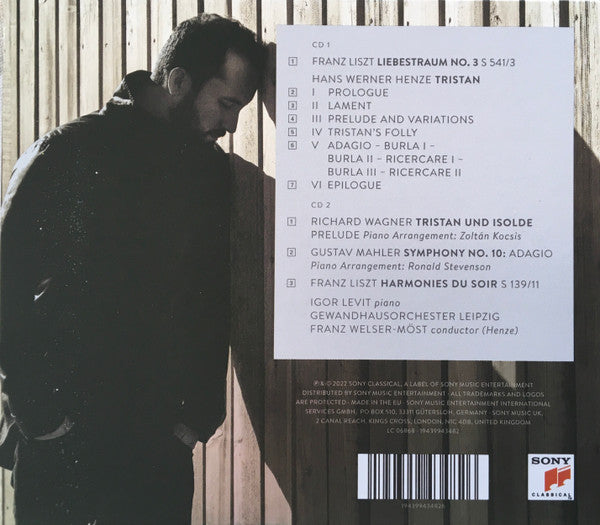 CD 1
1 FRANZ LISZT LIEBESTRAUM NO. 3 S 541/3
HANS WERNER HENZE TRISTAN
2 I PROLOGUE
3 II LAMENT
4 III PRELUDE AND VARIATIONS
5 IV TRISTAN'S FOLLY
6 V ADAGIO – BURLA I –
BURLA II – RICERCARE I –
BURLA III – RICERCARE II
7 VI EPILOGUE
CD 2
1 RICHARD WAGNER TRISTAN UND ISOLDE
PRELUDE Piano Arrangement: Zoltán Kocsis
2 GUSTAV MAHLER SYMPHONY NO. 10: ADAGIO
Piano Arrangement: Ronald Stevenson
3 FRANZ LISZT HARMONIES DU SOIR S 139/11
IGOR LEVIT piano
GEWANDHAUSORCHESTER LEIPZIG
FRANZ WELSER-MÖST conductor (Henze)
℗ & © 2022 SONY CLASSICAL, A LABEL OF SONY MUSIC ENTERTAINMENT
DISTRIBUTED BY SONY MUSIC ENTERTAINMENT · ALL TRADEMARKS AND LOGOS
ARE PROTECTED · MADE IN THE EU · SONY MUSIC ENTERTAINMENT INTERNATIONAL
SERVICES GMBH, PO BOX 510, 33311 GÜTERSLOH, GERMANY · SONY MUSIC UK,
2 CANAL REACH, KINGS CROSS, LONDON, N1C 4DB, UNITED KINGDOM
LC 06868 · 19439943482
194399434826
SONY
CLASSICAL